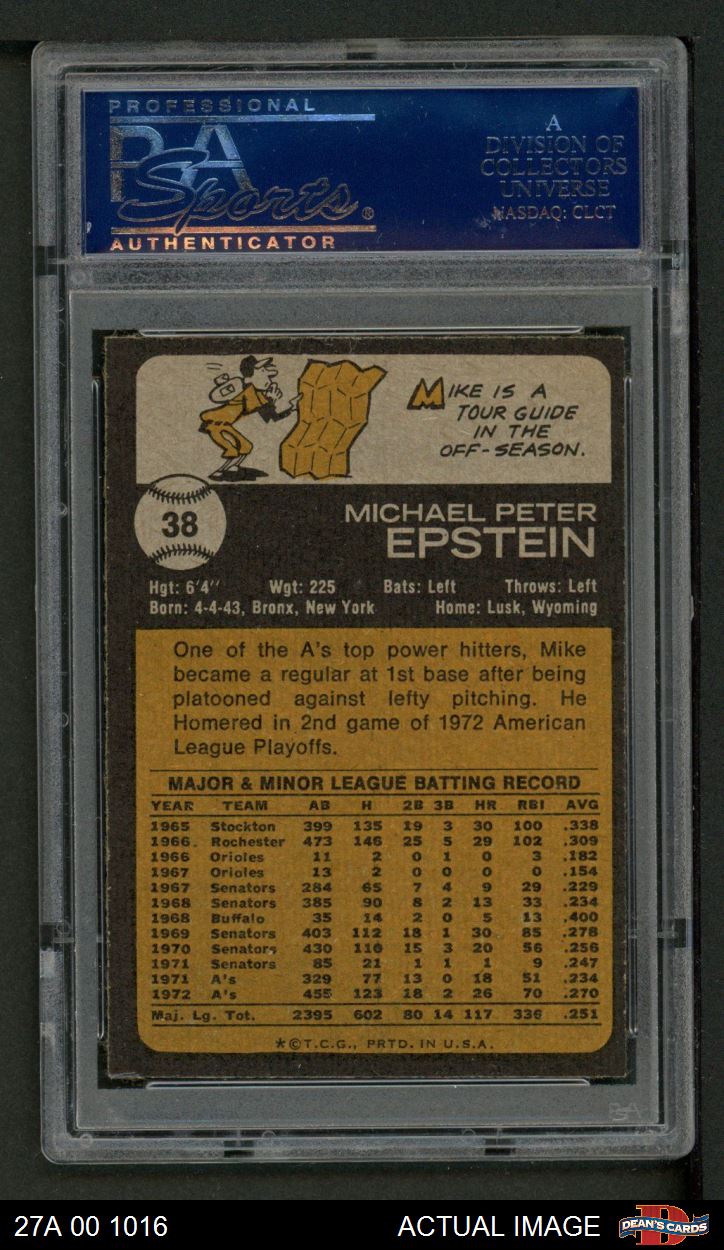 PROFESSIONAL
PSA
Sports®
AUTHENTICATOR
A
DIVISION OF
COLLECTORS
UNIVERSE
NASDAQ: CLCT
MIKE IS A
TOUR GUIDE
IN THE
OFF-SEASON.
38
MICHAEL PETER
EPSTEIN
Hgt: 6'4" Wgt: 225 Bats: Left Throws: Left
Born: 4-4-43, Bronx, New York Home: Lusk, Wyoming
One of the A's top power hitters, Mike
became a regular at 1st base after being
platooned against lefty pitching. He
Homered in 2nd game of 1972 American
League Playoffs.
MAJOR & MINOR LEAGUE BATTING RECORD
YEAR TEAM AB H 2B 3B HR RBI AVG
1965 Stockton 399 135 19 3 30 100 .338
1966. Rochester 473 146 25 5 29 102 .309
1966 Orioles 11 2 0 1 0 3 .182
1967 Orioles 13 2 0 0 0 0 .154
1967 Senators 284 65 7 4 9 29 .229
1968 Senators 385 90 8 2 13 33 .234
1968 Buffalo 35 14 2 0 5 13 .400
1969 Senators 403 112 18 1 30 85 .278
1970 Senators 430 110 15 3 20 56 .256
1971 Senators 85 21 1 1 1 9 .247
1971 A's 329 77 13 0 18 51 .234
1972 A's 455 123 18 2 26 70 .270
Maj. Lg. Tot. 2395 602 80 14 117 336 .251
*©T.C.G., PRTD. IN U.S.A.
PSA
27A 00 1016 ACTUAL IMAGE D DEAN'S CARDS